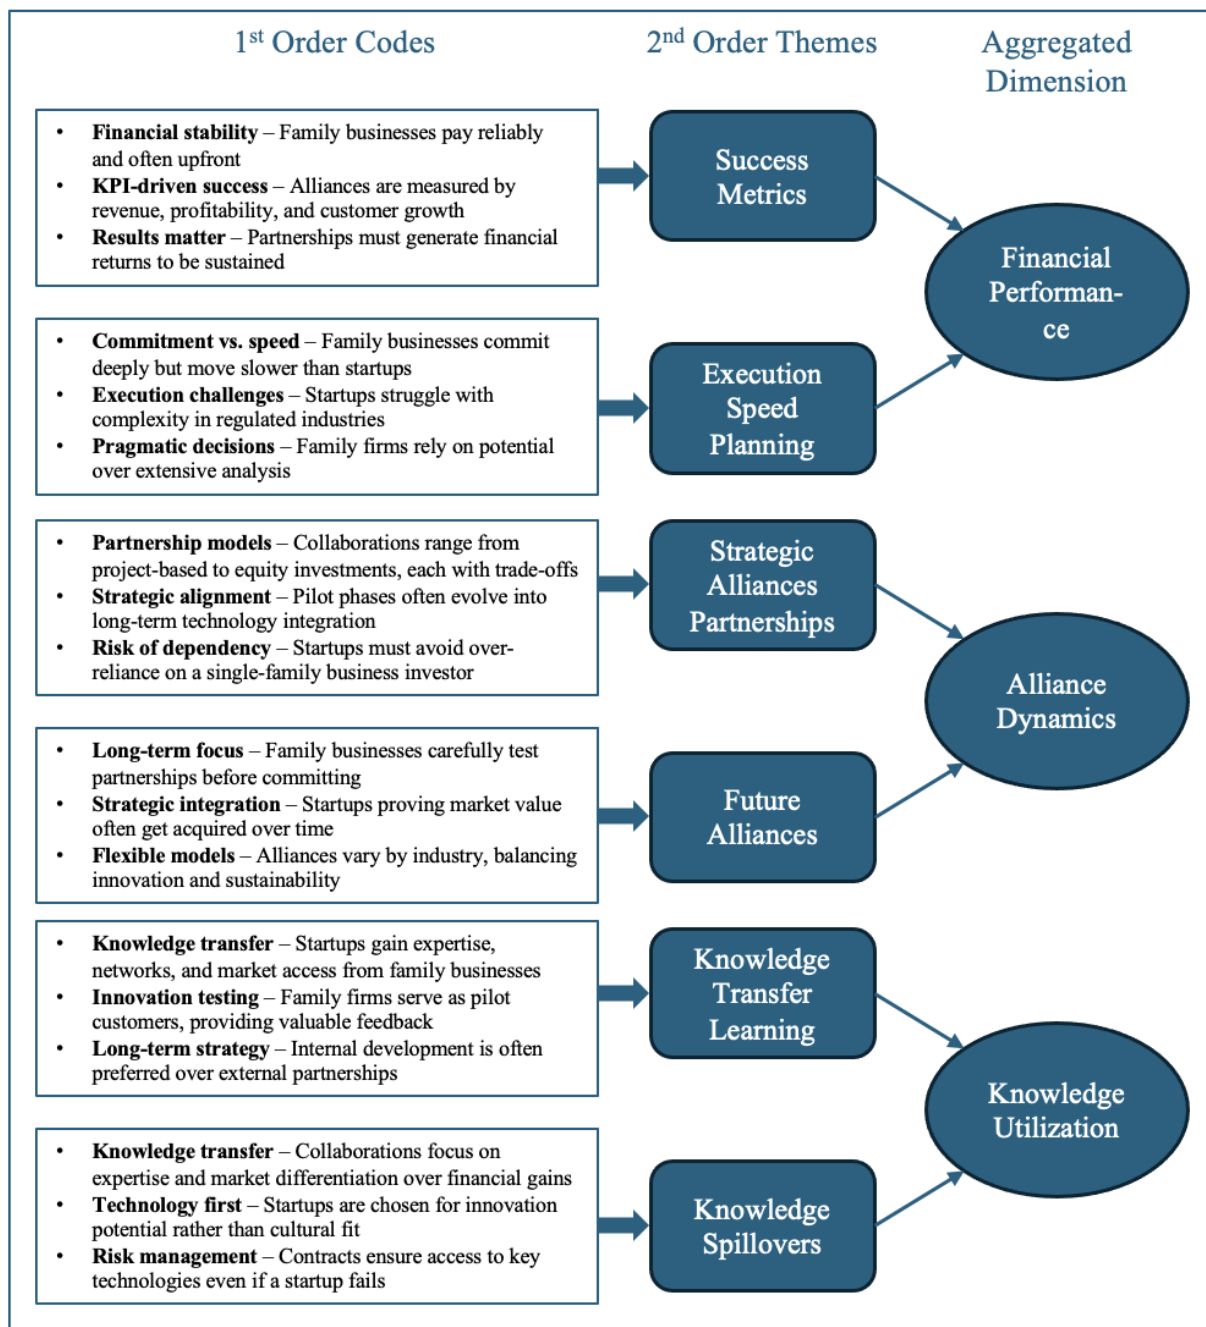 1st Order Codes
2nd Order Themes
Aggregated
Dimension
• Financial stability – Family businesses pay reliably
and often upfront
• KPI-driven success – Alliances are measured by
revenue, profitability, and customer growth
• Results matter – Partnerships must generate financial
returns to be sustained
Success
Metrics
• Commitment vs. speed – Family businesses commit
deeply but move slower than startups
• Execution challenges – Startups struggle with
complexity in regulated industries
• Pragmatic decisions – Family firms rely on potential
over extensive analysis
Execution
Speed
Planning
Financial
Performan-
ce
• Partnership models – Collaborations range from
project-based to equity investments, each with trade-offs
• Strategic alignment – Pilot phases often evolve into
long-term technology integration
• Risk of dependency – Startups must avoid over-
reliance on a single-family business investor
Strategic
Alliances
Partnerships
• Long-term focus – Family businesses carefully test
partnerships before committing
• Strategic integration – Startups proving market value
often get acquired over time
• Flexible models – Alliances vary by industry, balancing
innovation and sustainability
Future
Alliances
Alliance
Dynamics
• Knowledge transfer – Startups gain expertise,
networks, and market access from family businesses
• Innovation testing – Family firms serve as pilot
customers, providing valuable feedback
• Long-term strategy – Internal development is often
preferred over external partnerships
Knowledge
Transfer
Learning
• Knowledge transfer – Collaborations focus on
expertise and market differentiation over financial gains
• Technology first – Startups are chosen for innovation
potential rather than cultural fit
• Risk management – Contracts ensure access to key
technologies even if a startup fails
Knowledge
Spillovers
Knowledge
Utilization